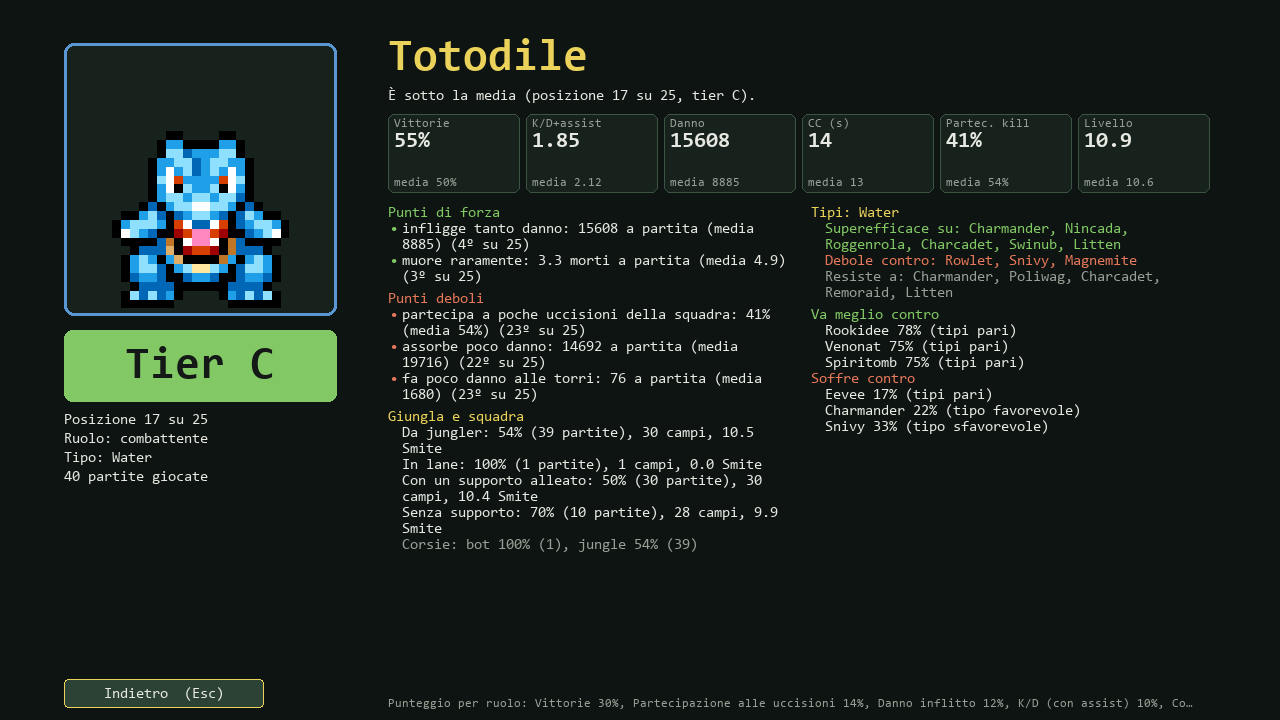 Totodile
È sotto la media (posizione 17 su 25, tier C).
Vittorie
55%
media 50%
K/D+assist
1.85
media 2.12
Danno
15608
media 8885
CC (s)
14
media 13
Partec. kill
41%
media 54%
Livello
10.9
media 10.6
Tier C
Posizione 17 su 25
Ruolo: combattente
Tipo: Water
40 partite giocate
Punti di forza
• infligge tanto danno: 15608 a partita (media
8885) (4º su 25)
• muore raramente: 3.3 morti a partita (media 4.9)
(3º su 25)
Punti deboli
• partecipa a poche uccisioni della squadra: 41%
(media 54%) (23º su 25)
• assorbe poco danno: 14692 a partita (media
19716) (22º su 25)
• fa poco danno alle torri: 76 a partita (media
1680) (23º su 25)
Giungla e squadra
Da jungler: 54% (39 partite), 30 campi, 10.5
Smite
In lane: 100% (1 partite), 1 campi, 0.0 Smite
Con un supporto alleato: 50% (30 partite), 30
campi, 10.4 Smite
Senza supporto: 70% (10 partite), 28 campi, 9.9
Smite
Corsie: bot 100% (1), jungle 54% (39)
Tipi: Water
Superefficace su: Charmander, Nincada,
Roggenrola, Charcadet, Swinub, Litten
Debole contro: Rowlet, Snivy, Magnemite
Resiste a: Charmander, Poliwag, Charcadet,
Remoraid, Litten
Va meglio contro
Rookidee 78% (tipi pari)
Venonat 75% (tipi pari)
Spiritomb 75% (tipi pari)
Soffre contro
Eevee 17% (tipi pari)
Charmander 22% (tipo favorevole)
Snivy 33% (tipo sfavorevole)
Indietro  (Esc)
Punteggio per ruolo: Vittorie 30%, Partecipazione alle uccisioni 14%, Danno inflitto 12%, K/D (con assist) 10%, Co…